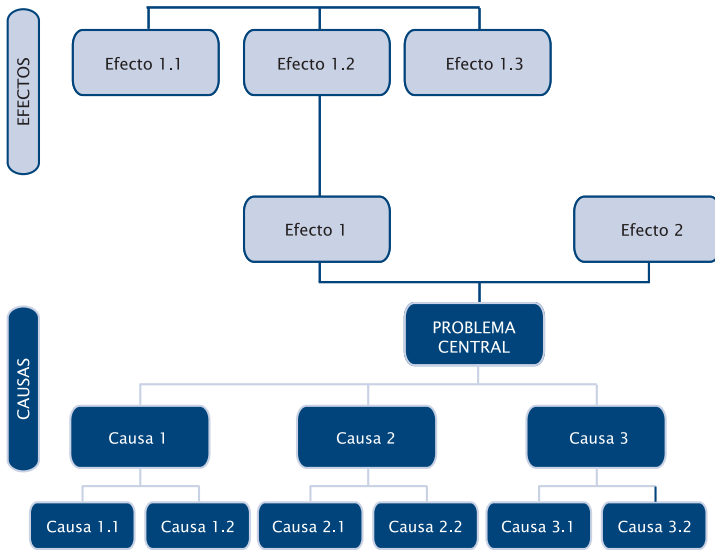 EFECTOS
Efecto 1.1
Efecto 1.2
Efecto 1.3
Efecto 1
Efecto 2
CAUSAS
PROBLEMA
CENTRAL
Causa 1
Causa 2
Causa 3
Causa 1.1
Causa 1.2
Causa 2.1
Causa 2.2
Causa 3.1
Causa 3.2